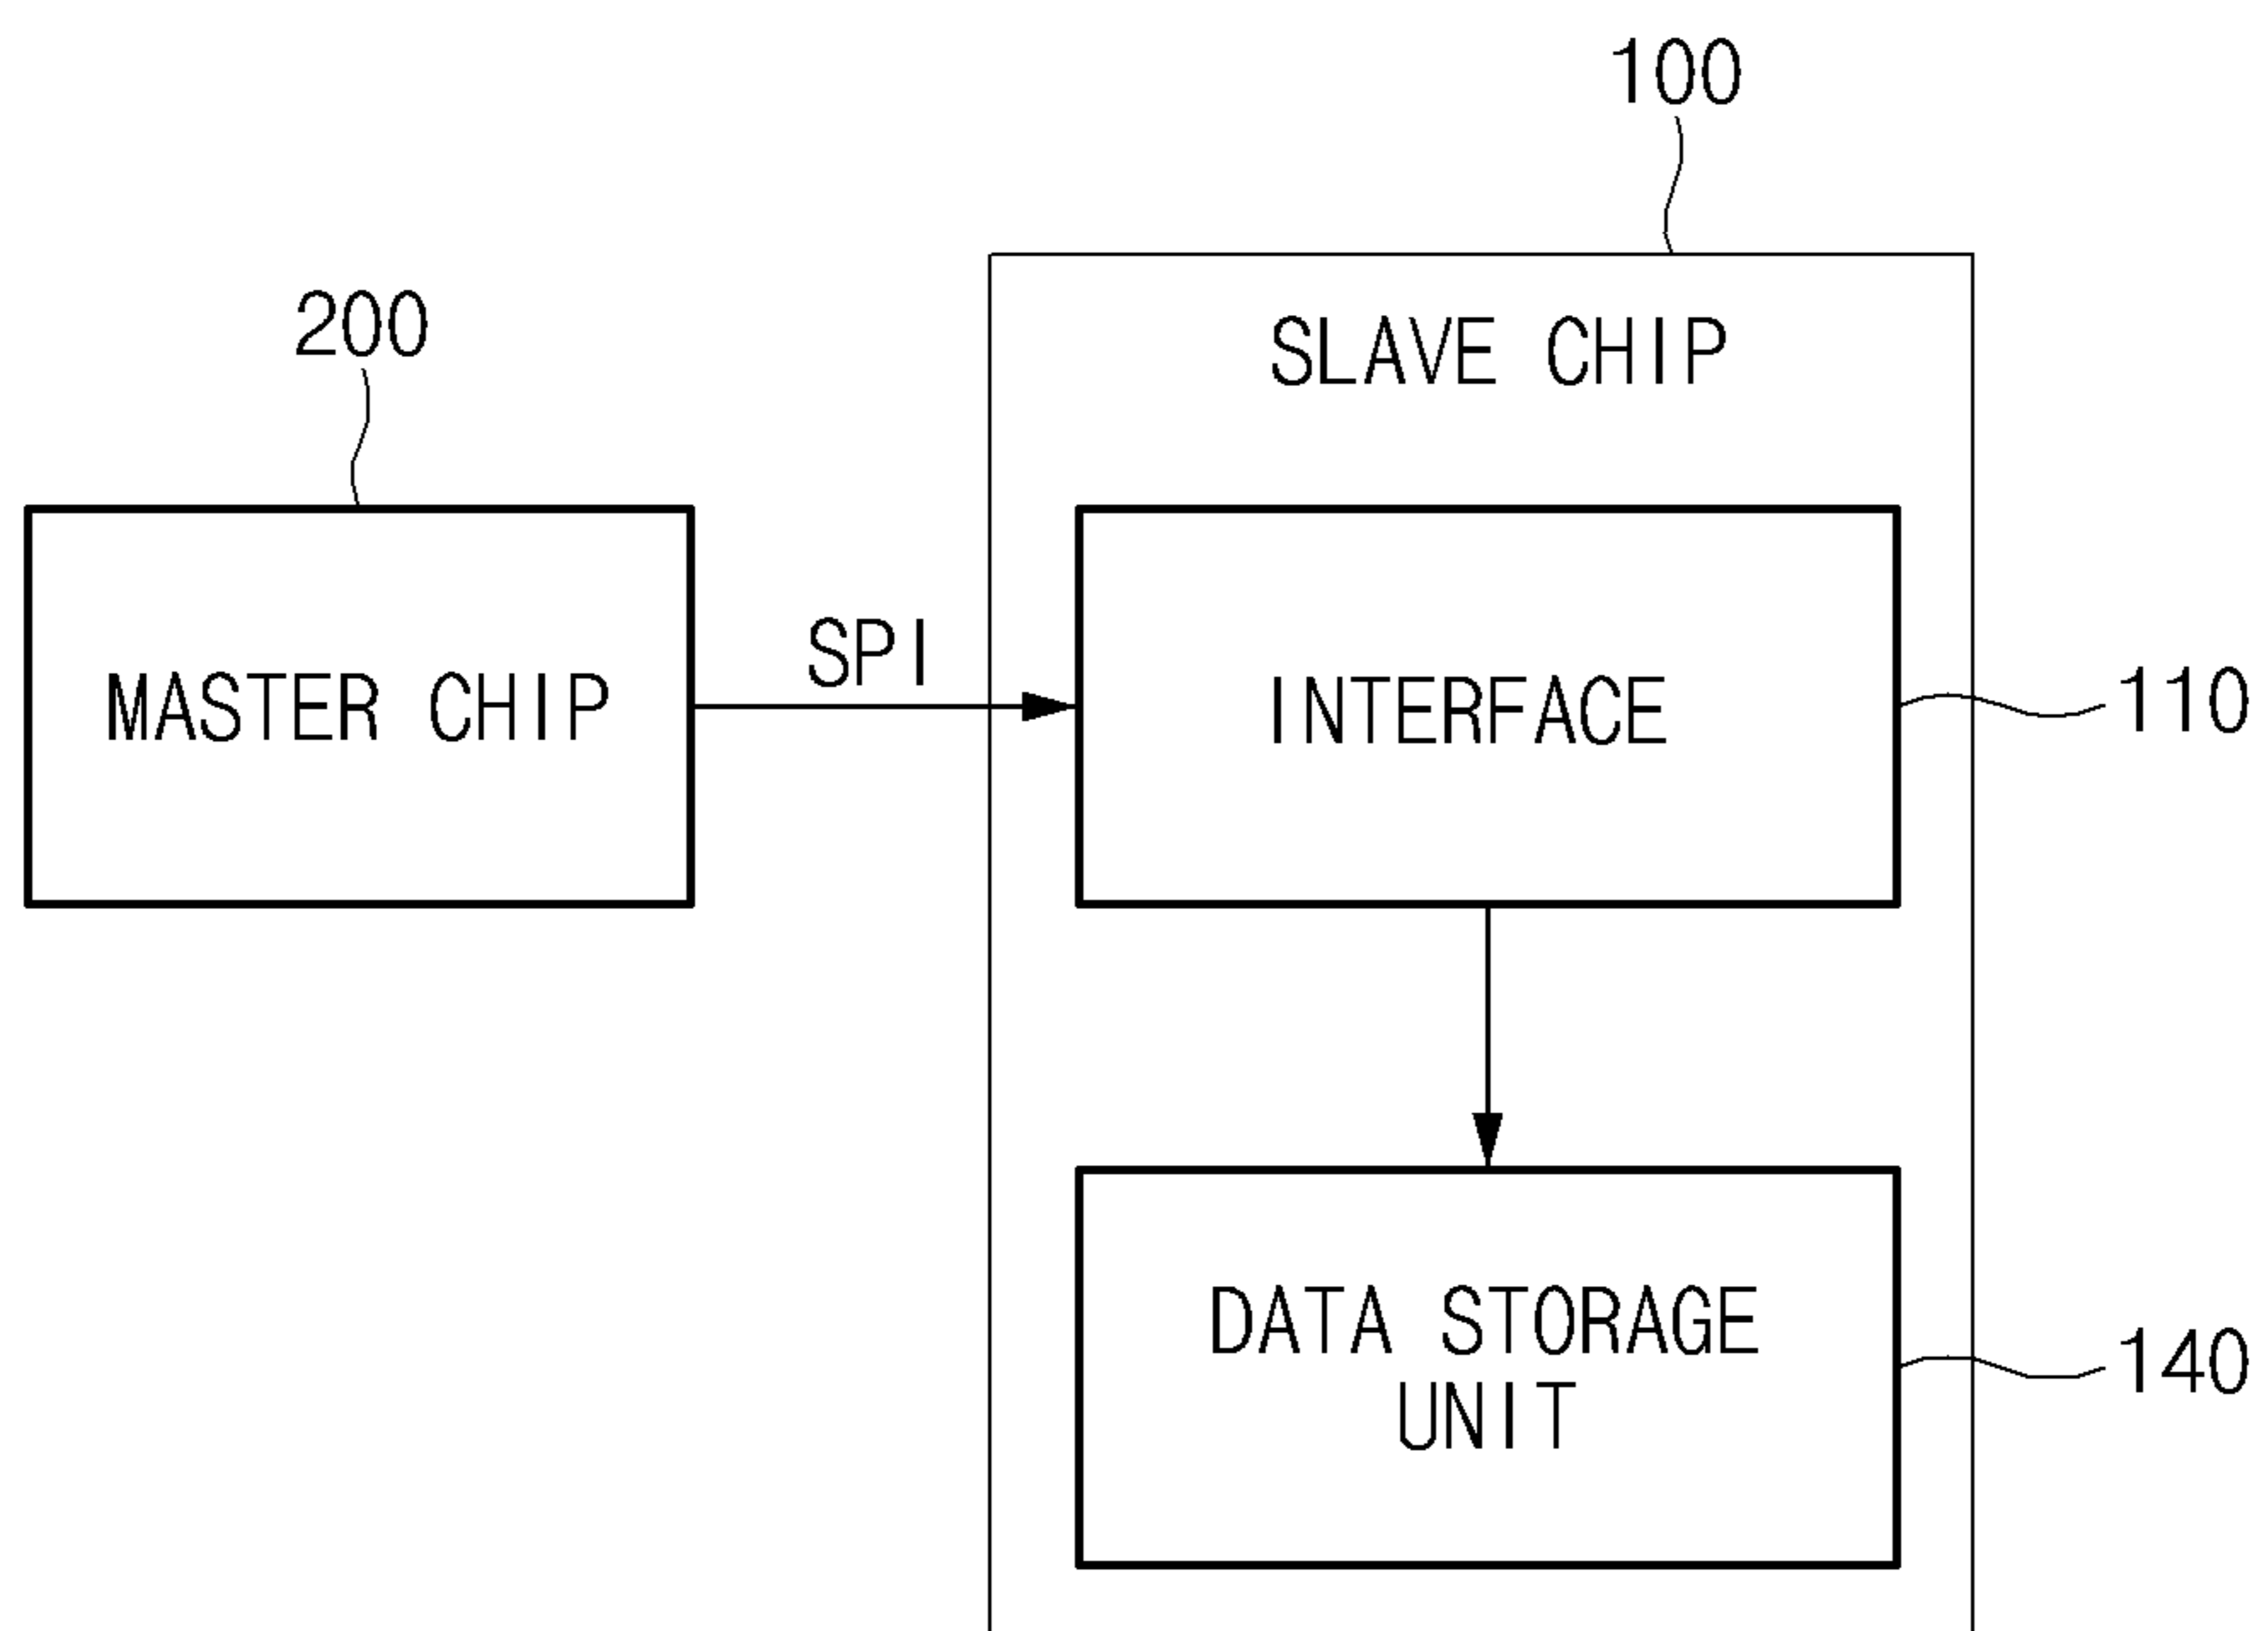 100
200
SLAVE CHIP
SPI
MASTER CHIP
INTERFACE
110
DATA STORAGE
UNIT
140